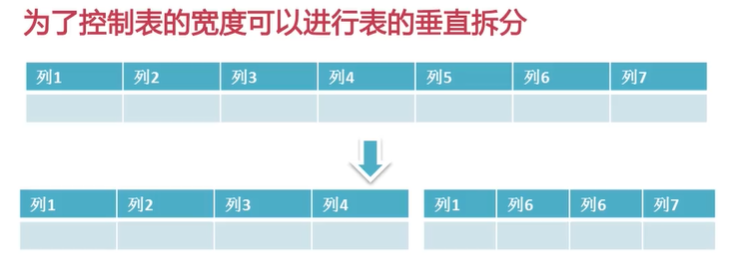 为了控制表的宽度可以进行表的垂直拆分
列1 列2 列3 列4 列5 列6 列7
列1 列2 列3 列4 列1 列6 列6 列7